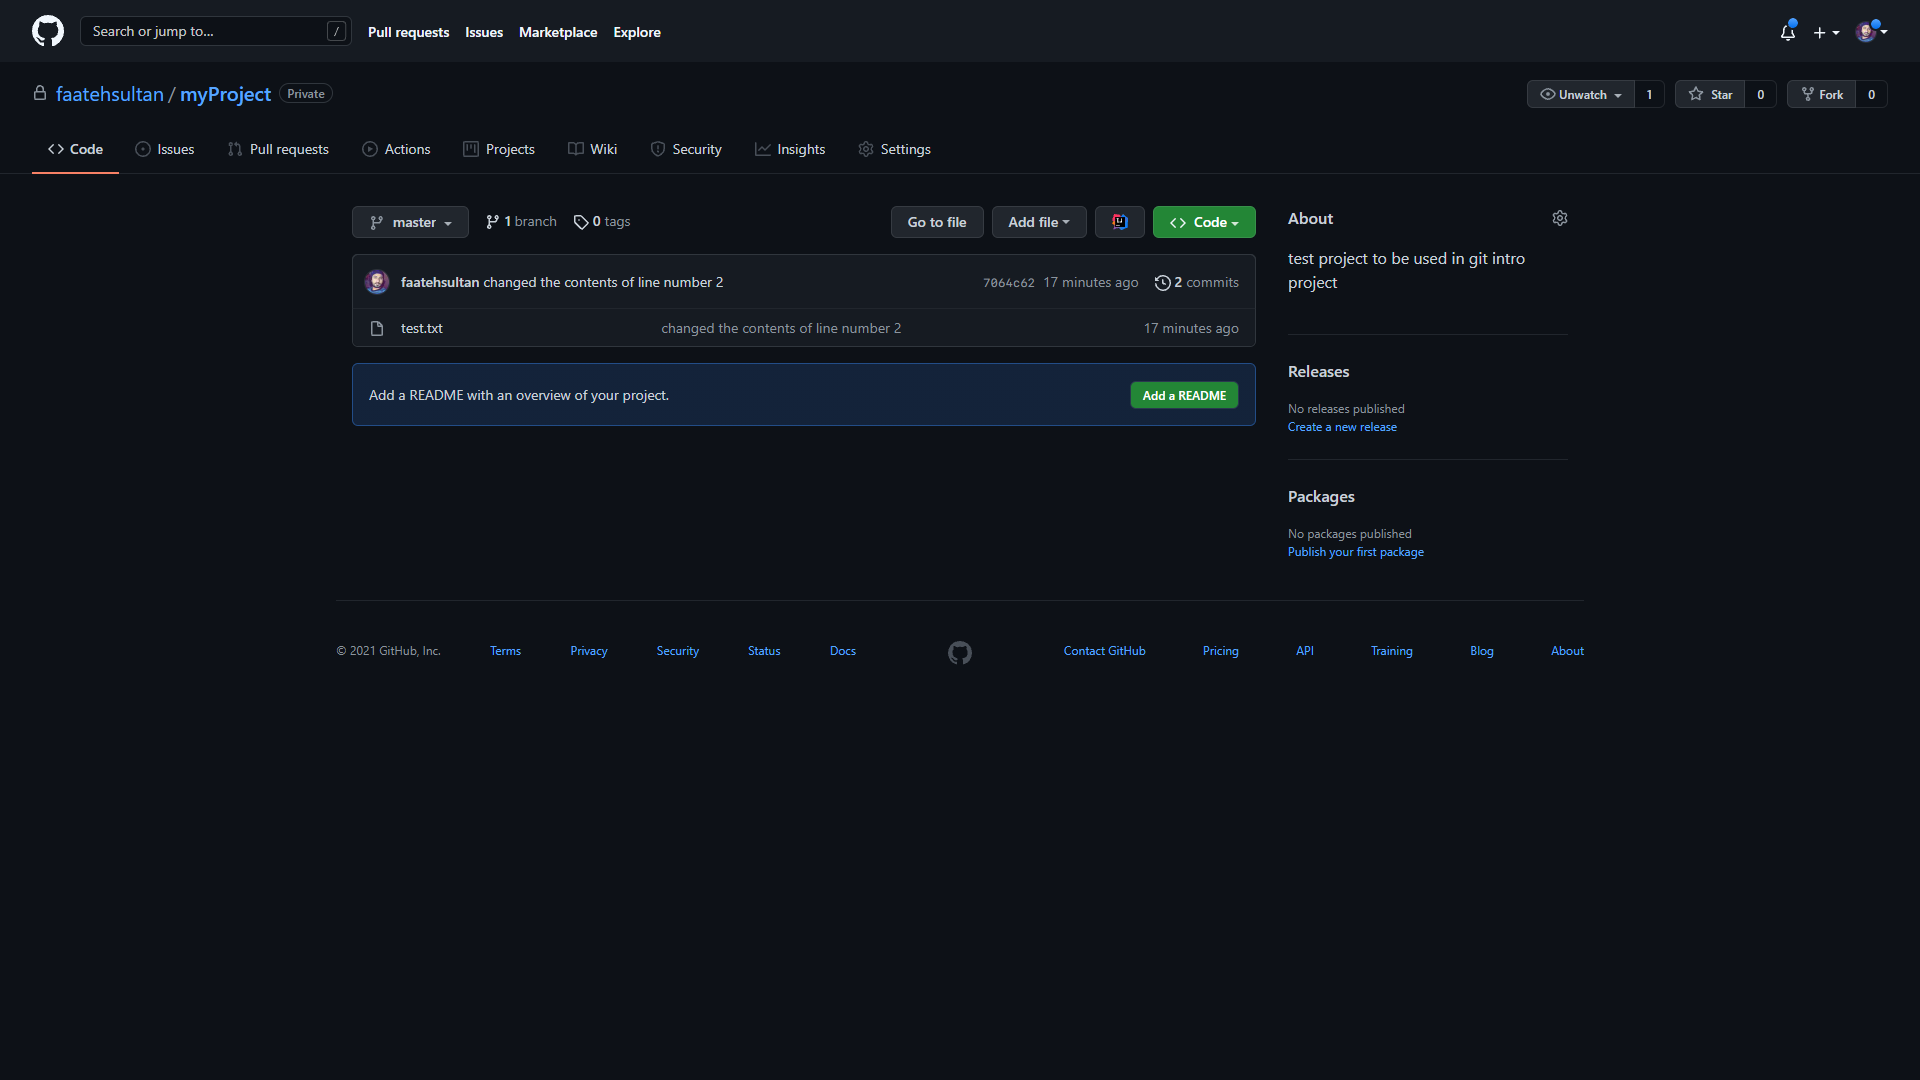 Search or jump to... /
Pull requests Issues Marketplace Explore
faatehsultan / myProject Private
Unwatch 1 Star 0 Fork 0
Code Issues Pull requests Actions Projects Wiki Security Insights Settings
master 1 branch 0 tags Go to file Add file Code
faatehsultan changed the contents of line number 2 7064c62 17 minutes ago 2 commits
test.txt changed the contents of line number 2 17 minutes ago
Add a README with an overview of your project. Add a README
About
test project to be used in git intro
project
Releases
No releases published
Create a new release
Packages
No packages published
Publish your first package
© 2021 GitHub, Inc. Terms Privacy Security Status Docs Contact GitHub Pricing API Training Blog About